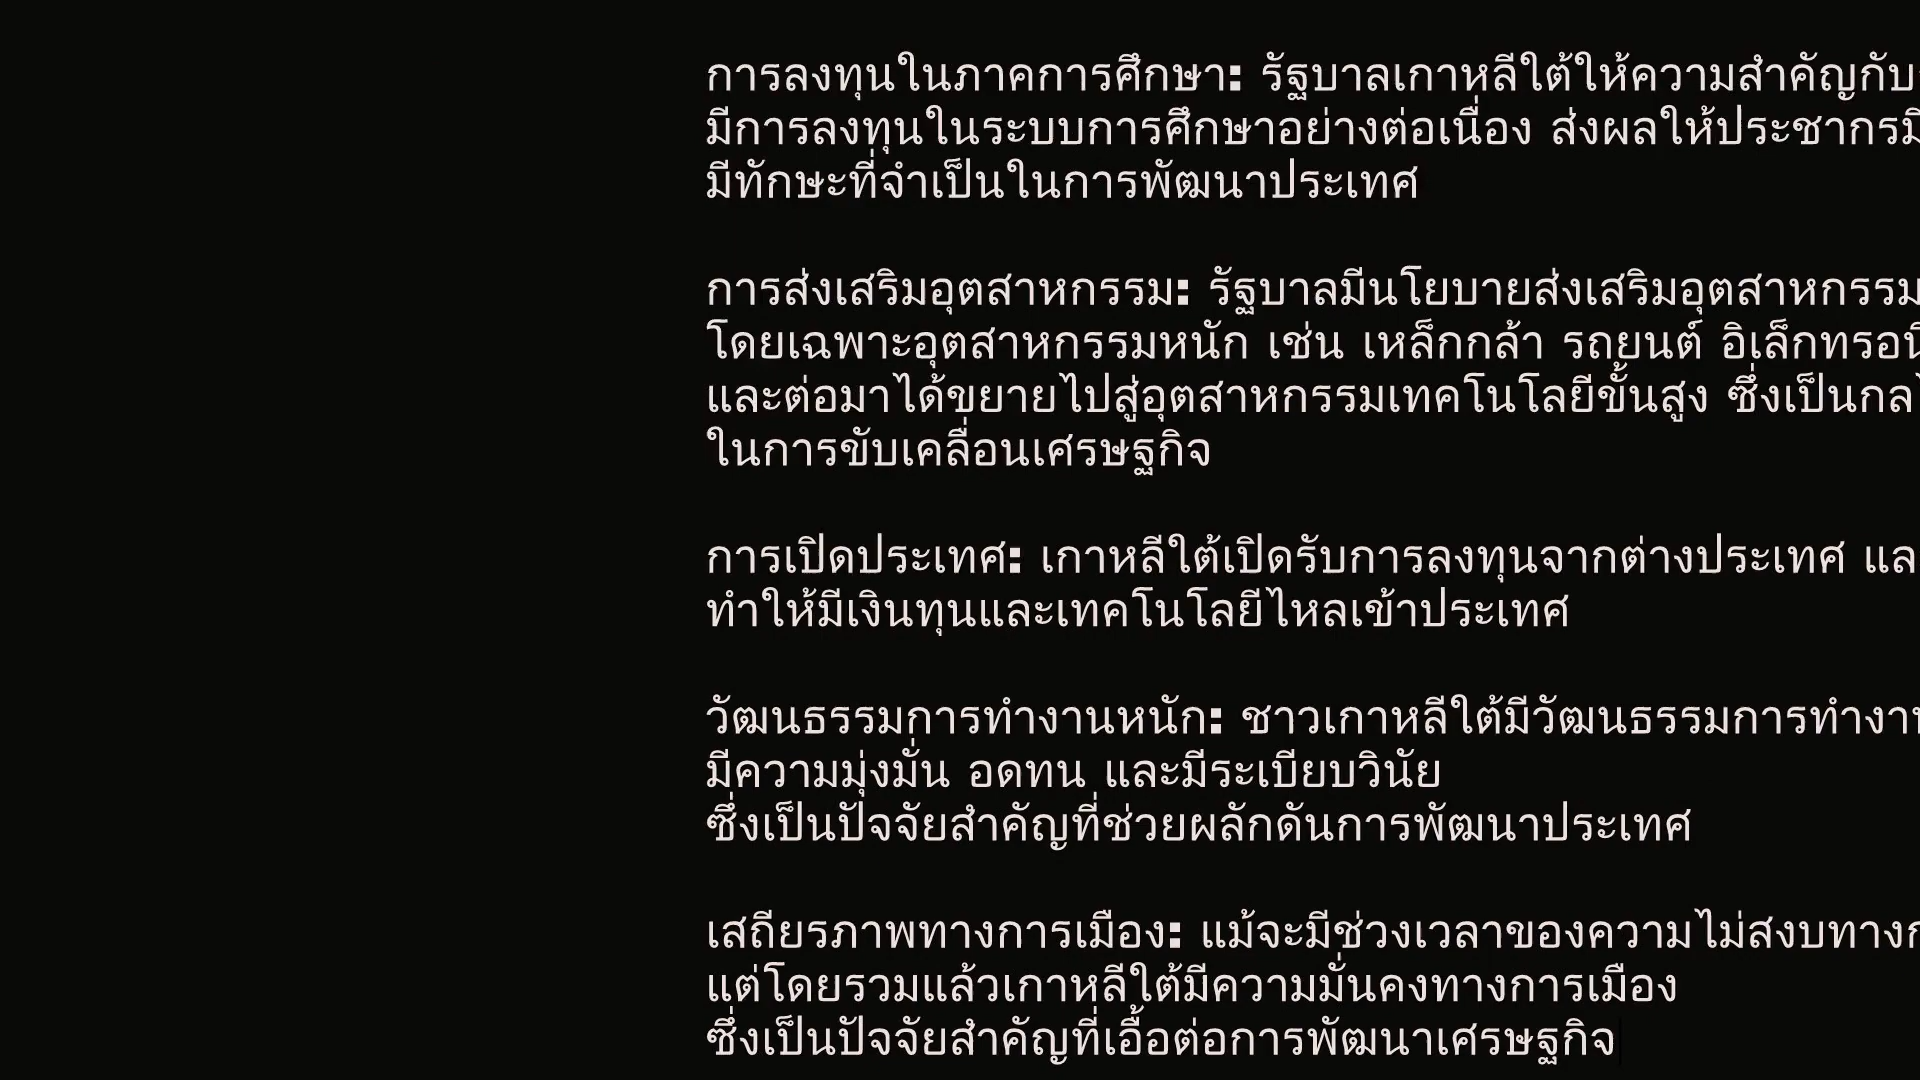 การลงทุนในภาคการศึกษา: รัฐบาลเกาหลีใต้ให้ความสำคัญกับ
มีการลงทุนในระบบการศึกษาอย่างต่อเนื่อง ส่งผลให้ประชากร
มีทักษะที่จำเป็นในการพัฒนาประเทศ
การส่งเสริมอุตสาหกรรม: รัฐบาลมีนโยบายส่งเสริมอุตสาหกรรม
โดยเฉพาะอุตสาหกรรมหนัก เช่น เหล็กกล้า รถยนต์
และต่อมาได้ขยายไปสู่อุตสาหกรรมเทคโนโลยีขั้นสูง ซึ่งเป็น
ในการขับเคลื่อนเศรษฐกิจ
การเปิดประเทศ: เกาหลีใต้เปิดรับการลงทุนจากต่างประเทศ
ทำให้มีเงินทุนและเทคโนโลยีไหลเข้าประเทศ
วัฒนธรรมการทำงานหนัก: ชาวเกาหลีใต้มีวัฒนธรรมการทำงาน
มีความมุ่งมั่น อดทน และมีระเบียบวินัย
ซึ่งเป็นปัจจัยสำคัญที่ช่วยผลักดันการพัฒนาประเทศ
เสถียรภาพทางการเมือง: แม้จะมีช่วงเวลาของความไม่สงบทาง
แต่โดยรวมแล้วเกาหลีใต้มีความมั่นคงทางการเมือง
ซึ่งเป็นปัจจัยสำคัญที่เอื้อต่อการพัฒนาเศรษฐกิจ